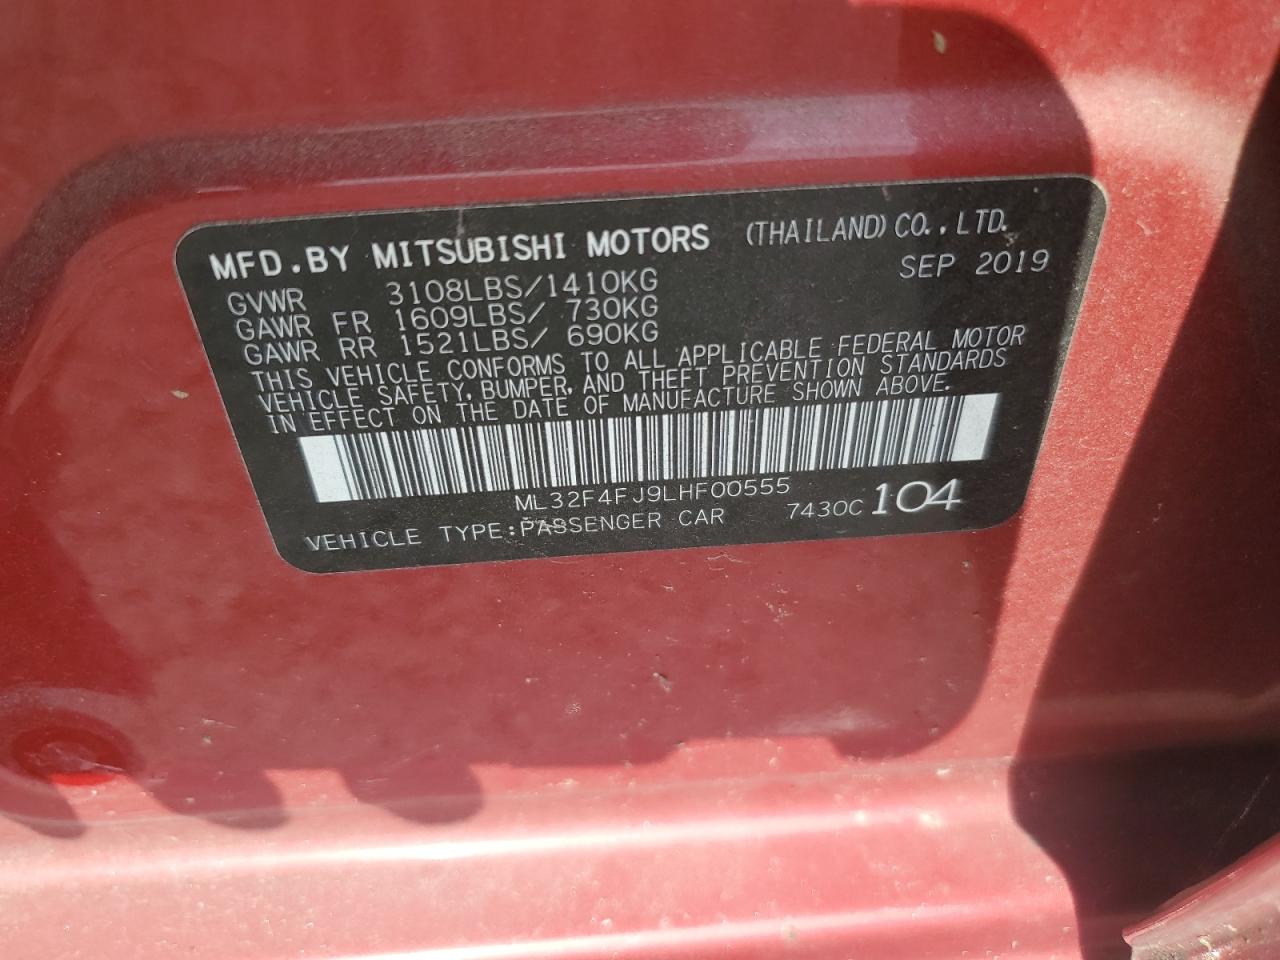 MFD.BY MITSUBISHI MOTORS (THAILAND)CO.,LTD.
SEP 2019
GVWR 3108LBS/1410KG
GAWR FR 1609LBS/ 730KG
GAWR RR 1521LBS/ 690KG
THIS VEHICLE CONFORMS TO ALL APPLICABLE FEDERAL MOTOR
VEHICLE SAFETY, BUMPER, AND THEFT PREVENTION STANDARDS
IN EFFECT ON THE DATE OF MANUFACTURE SHOWN ABOVE.
ML32F4FJ9LHF00555
VEHICLE TYPE:PASSENGER CAR 7430C 104